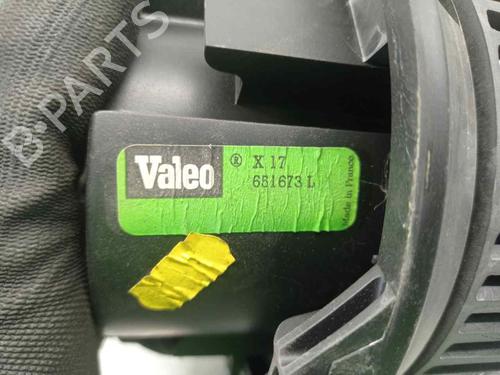 B-PARTS
Valeo
® X 17
651673 L
Made in France